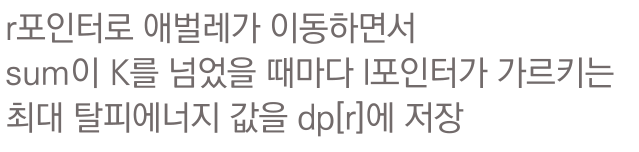 r포인터로 애벌레가 이동하면서
sum이 K를 넘었을 때마다 l포인터가 가르키는
최대 탈피에너지 값을 dp[r]에 저장